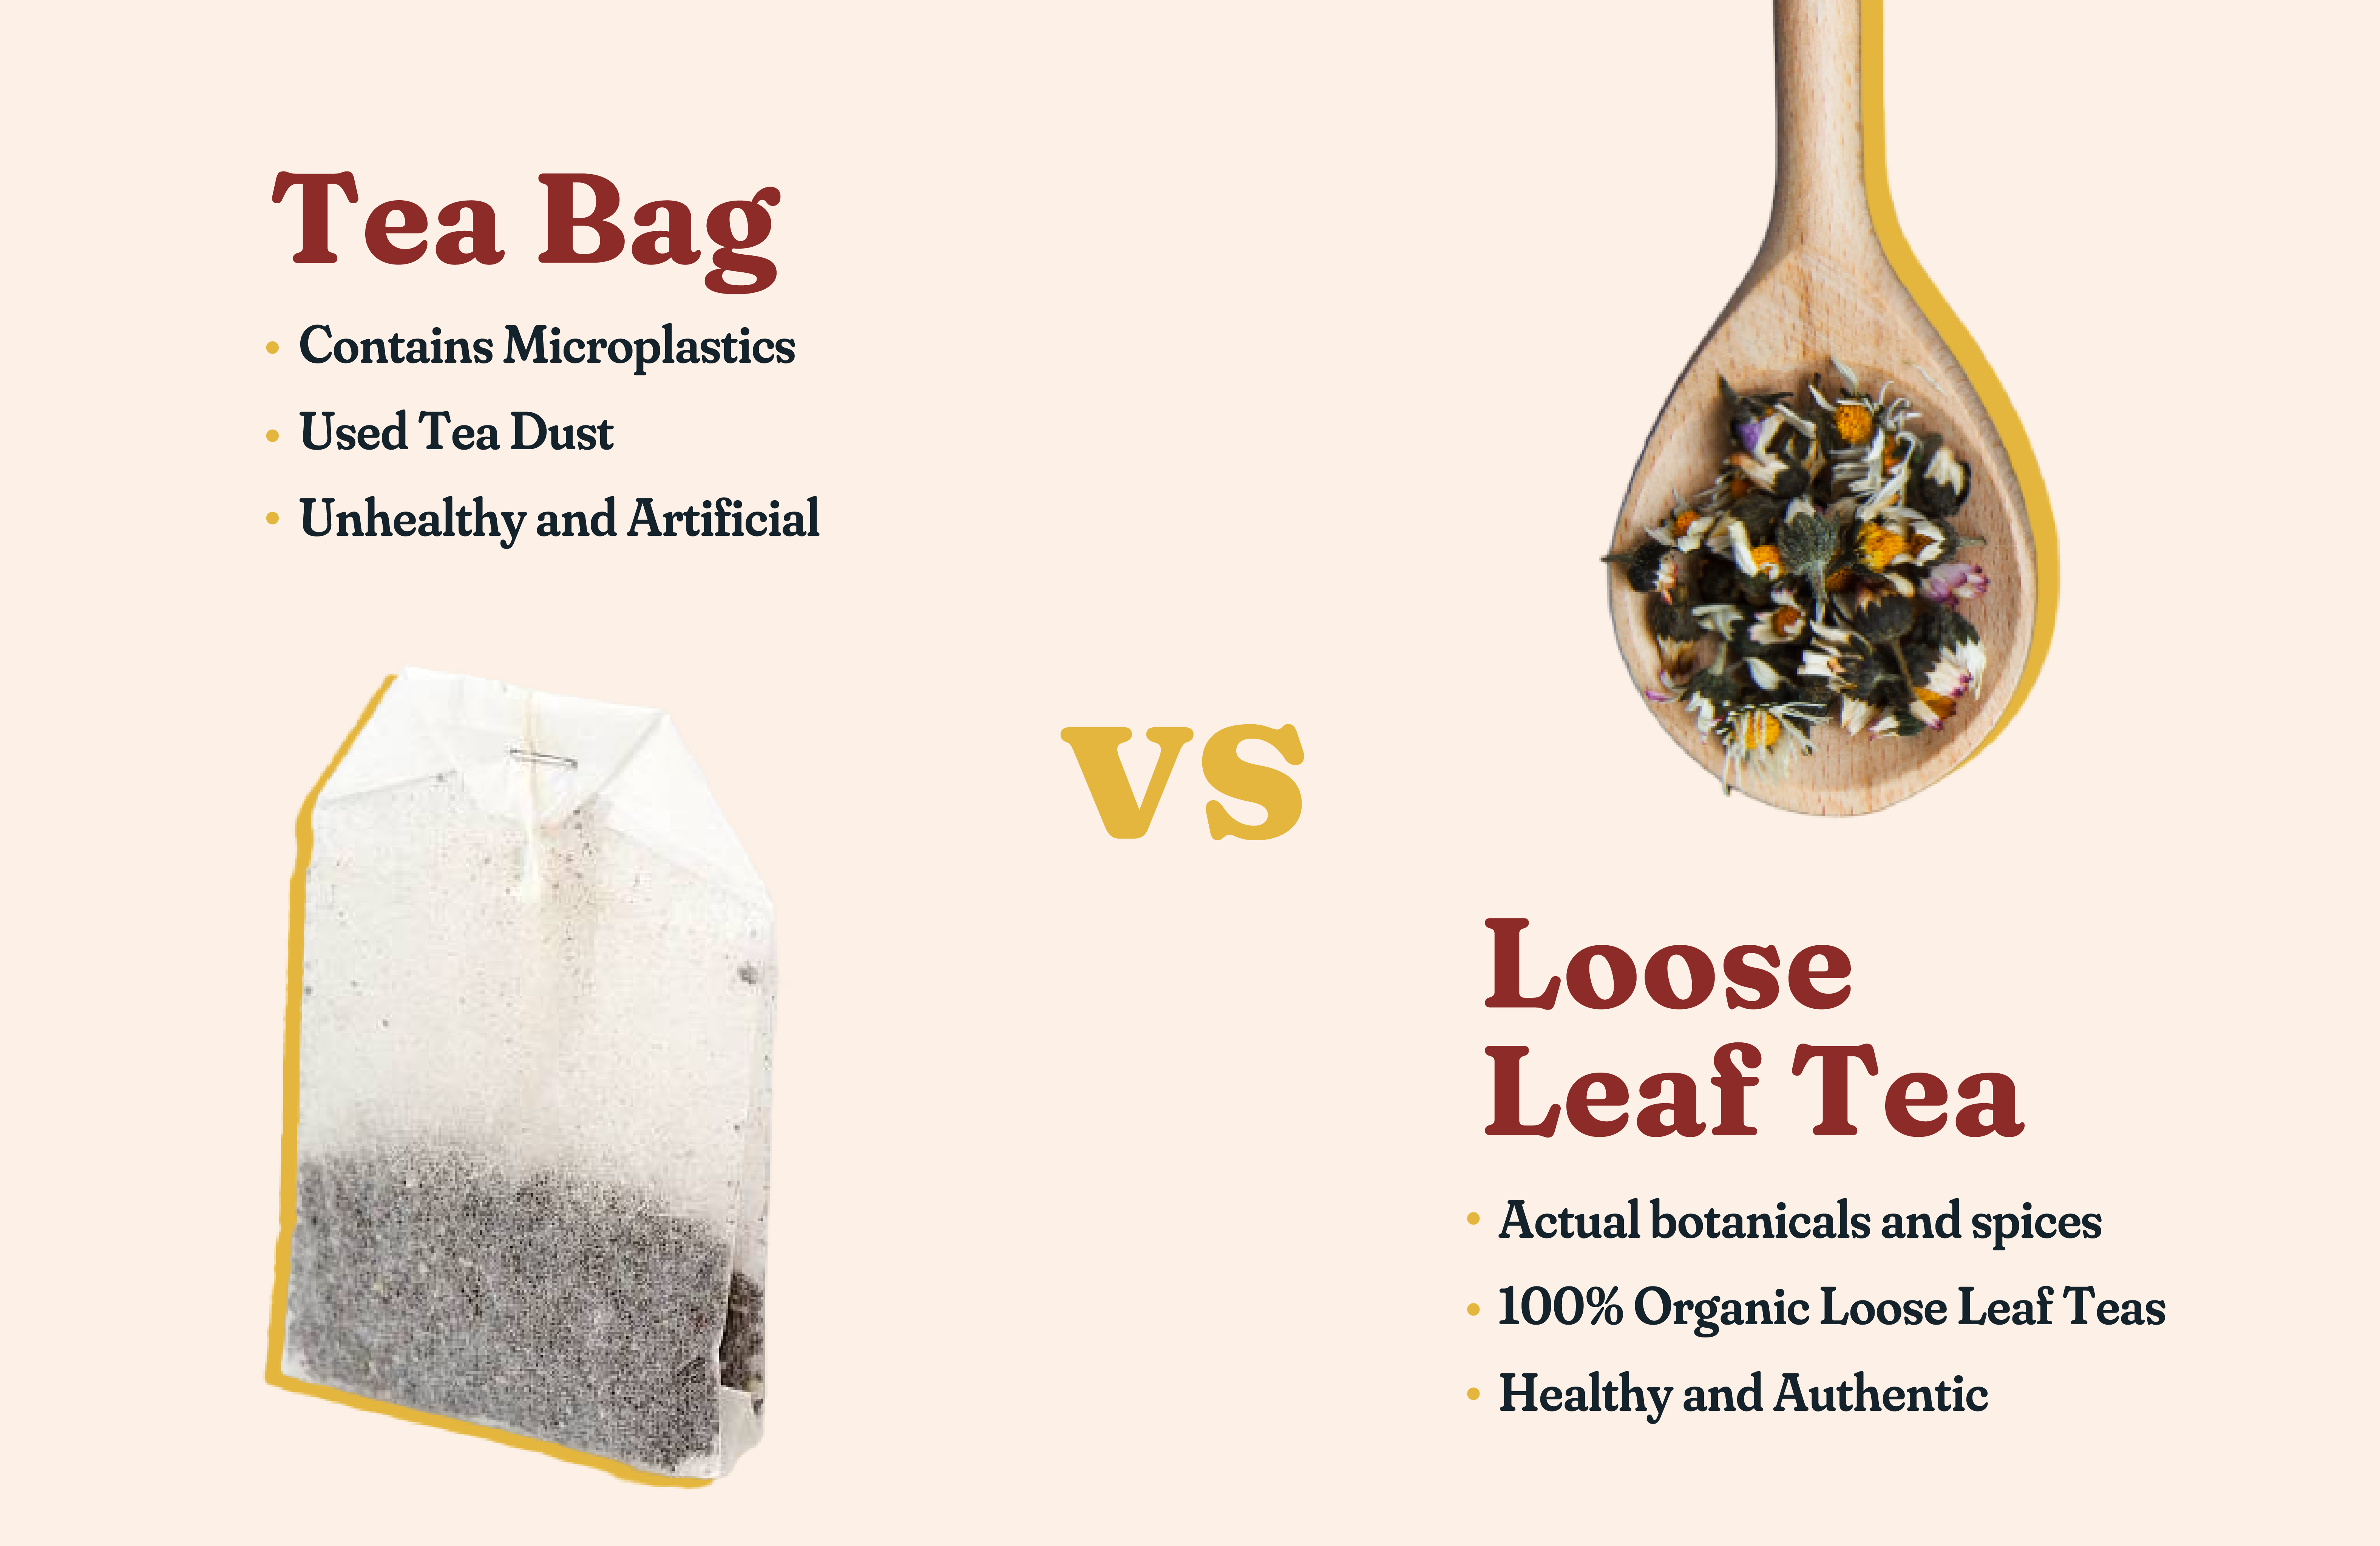 Tea Bag
• Contains Microplastics
• Used Tea Dust
• Unhealthy and Artificial
vs
Loose
Leaf Tea
• Actual botanicals and spices
• 100% Organic Loose Leaf Teas
• Healthy and Authentic